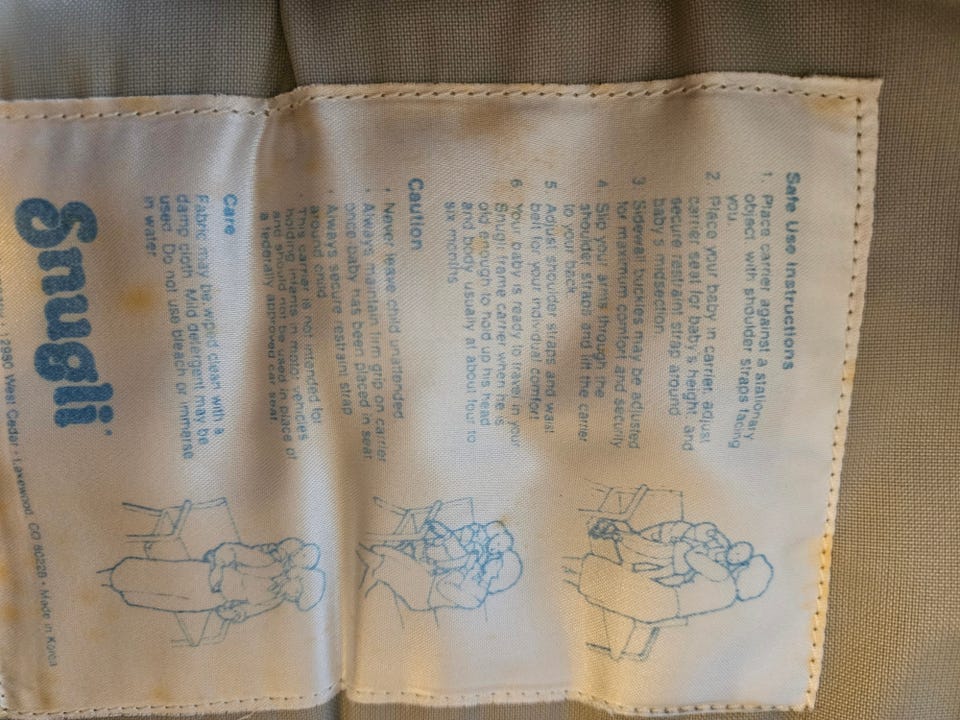 Safe Use Instructions
1. Place carrier against a stationary
object with shoulder straps facing
you.
2. Place your baby in carrier, adjust
carrier seat for baby's height, and
secure restraint strap around
baby's midsection.
3. Sidewall buckles may be adjusted
for maximum comfort and security
4. Slip your arms through the
shoulder straps and lift the carrier
to your back.
5 Adjust shoulder straps and waist
belt for your individual comfort
6 Your baby is ready to travel in your
Snugli frame carrier when he is
old enough to hold up his head
and body, usually at about four to
six months
Caution
· Never leave child unattended.
· Always maintain firm grip on carrier
once baby has been placed in seat
· Always secure restraint strap
around child
· This carrier is not intended for
holding infants in motor vehicles
and should not be used in place of
a federally approved car seat
Care
Fabric may be wiped clean with a
damp cloth. Mild detergent may be
used. Do not use bleach or immerse
in water.
Snugli®
2980 West Cedar · Lakewood, CO 80228 · Made in Korea